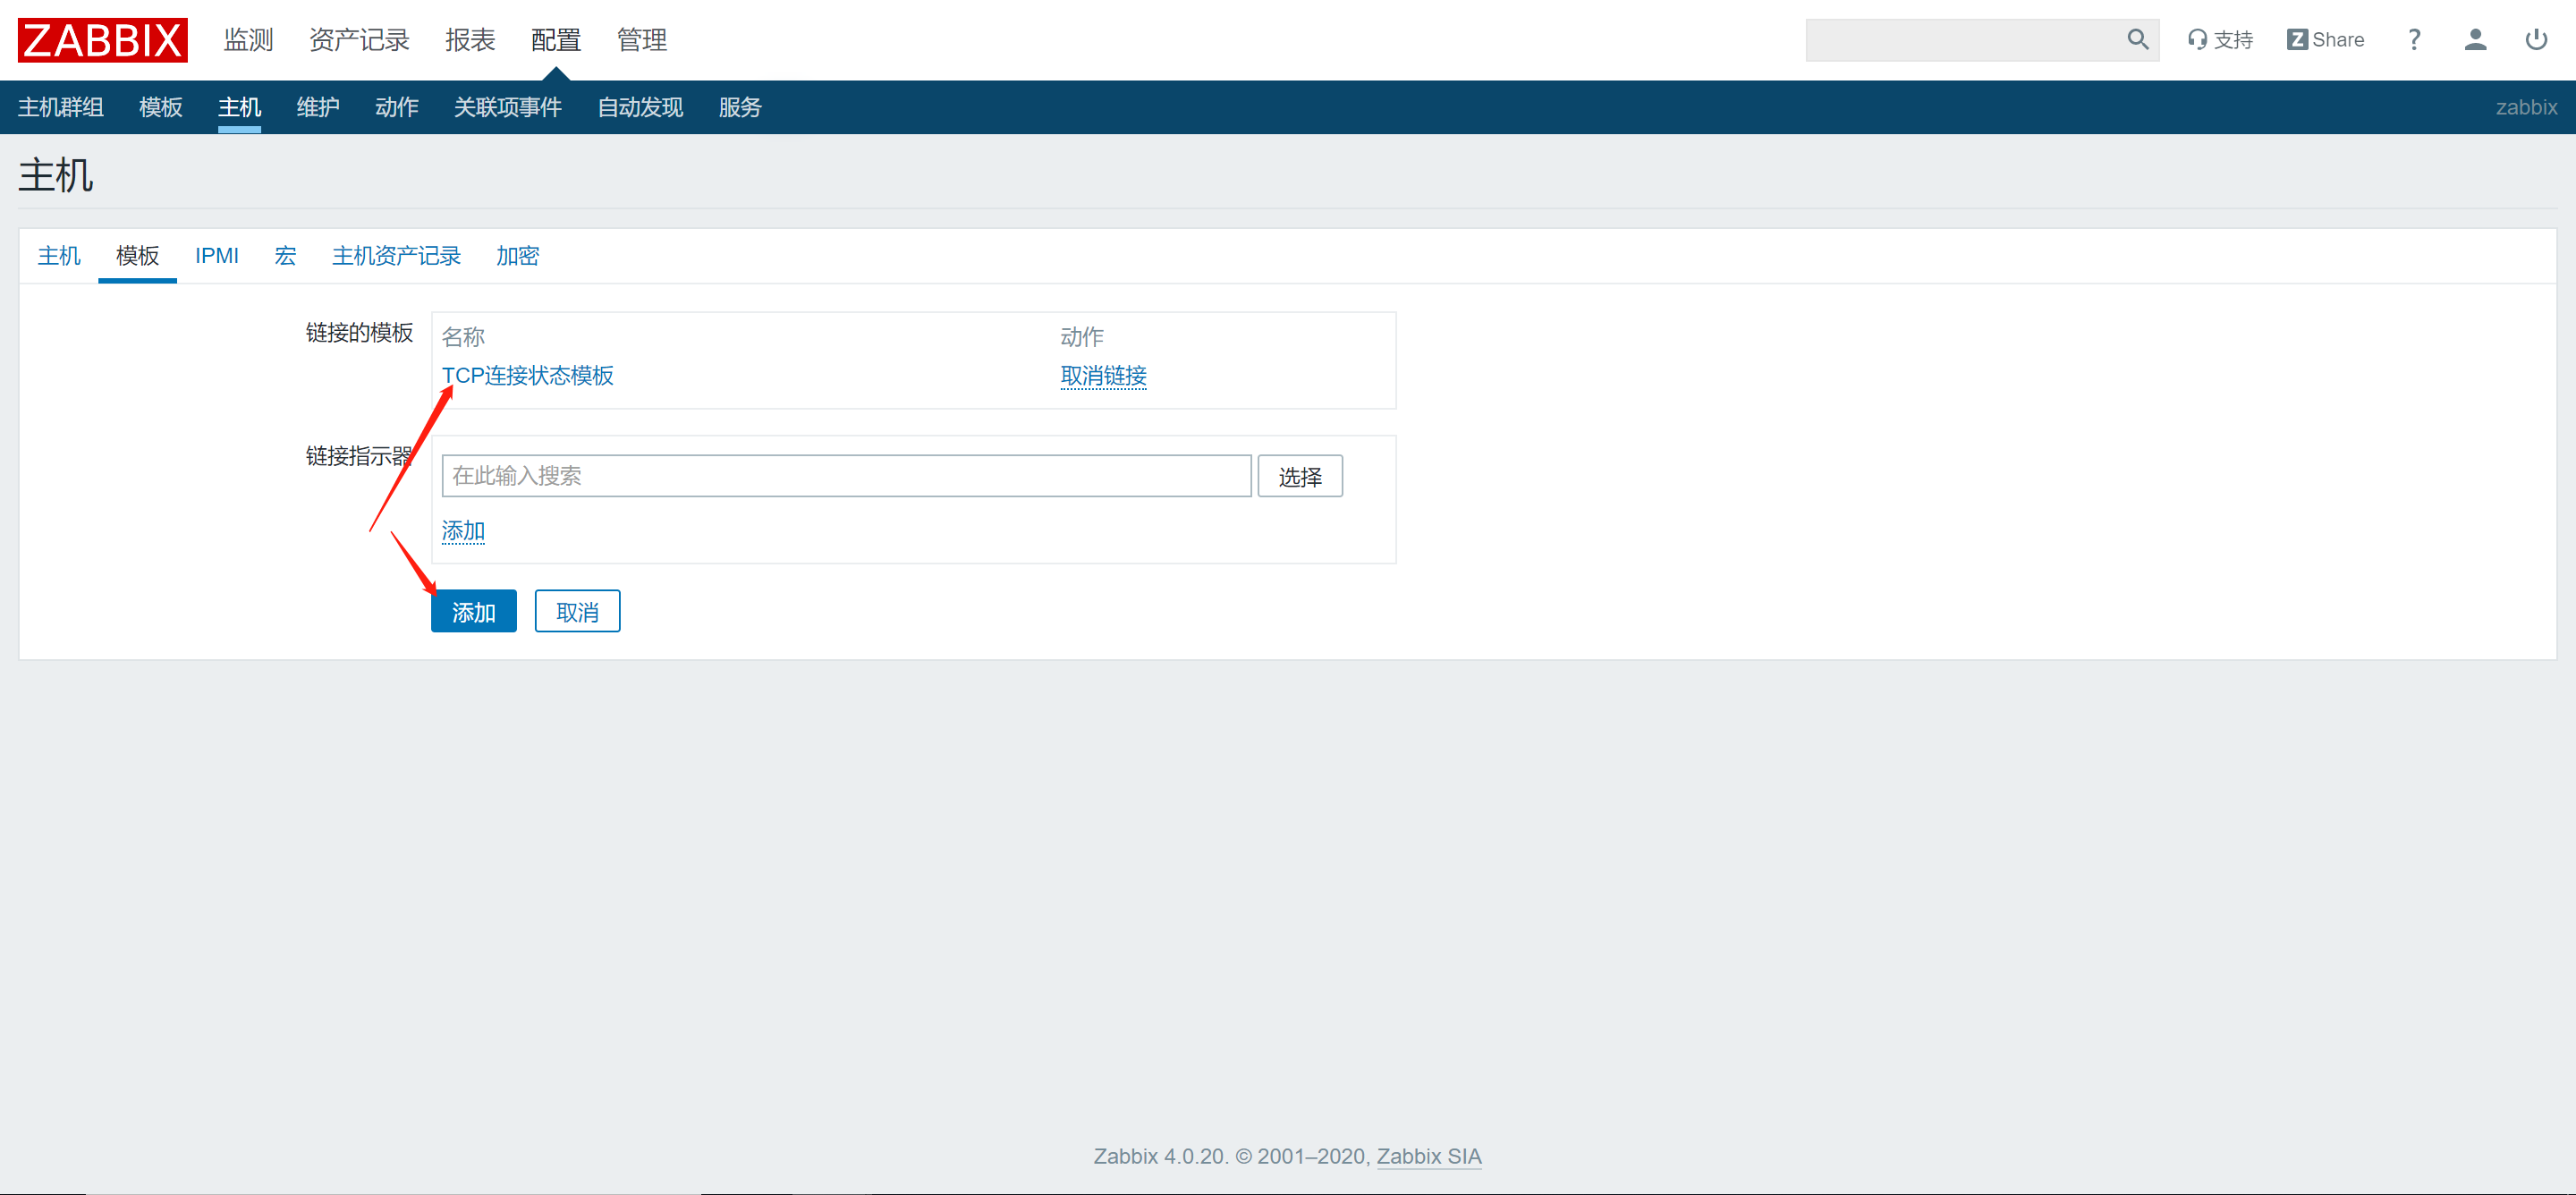 ZABBIX 监测 资产记录 报表 配置 管理 支持 Z Share ?
主机群组 模板 主机 维护 动作 关联项事件 自动发现 服务 zabbix
主机
主机 模板 IPMI 宏 主机资产记录 加密
链接的模板 名称 动作
TCP连接状态模板 取消链接
链接指示器
在此输入搜索 选择
添加
添加 取消
Zabbix 4.0.20. © 2001–2020, Zabbix SIA